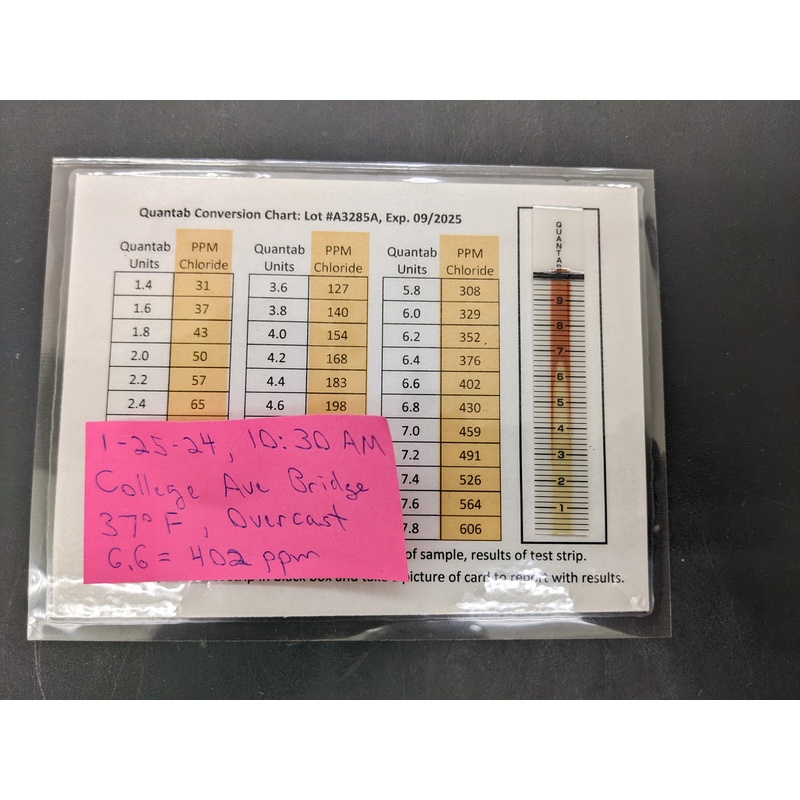 Quantab Conversion Chart: Lot #A3285A, Exp. 09/2025
Quantab Units PPM Chloride Quantab Units PPM Chloride Quantab Units PPM Chloride
1.4 31 3.6 127 5.8 308
1.6 37 3.8 140 6.0 329
1.8 43 4.0 154 6.2 352
2.0 50 4.2 168 6.4 376
2.2 57 4.4 183 6.6 402
2.4 65 4.6 198 6.8 430
7.0 459
7.2 491
7.4 526
7.6 564
7.8 606
1-25-24, 10:30 AM
College Ave Bridge
37° F, Overcast
6.6 = 402 ppm
of sample, results of test strip.
strip in black box and take picture of card to report with results.
QUANTAB
9
8
7
6
5
4
3
2
1